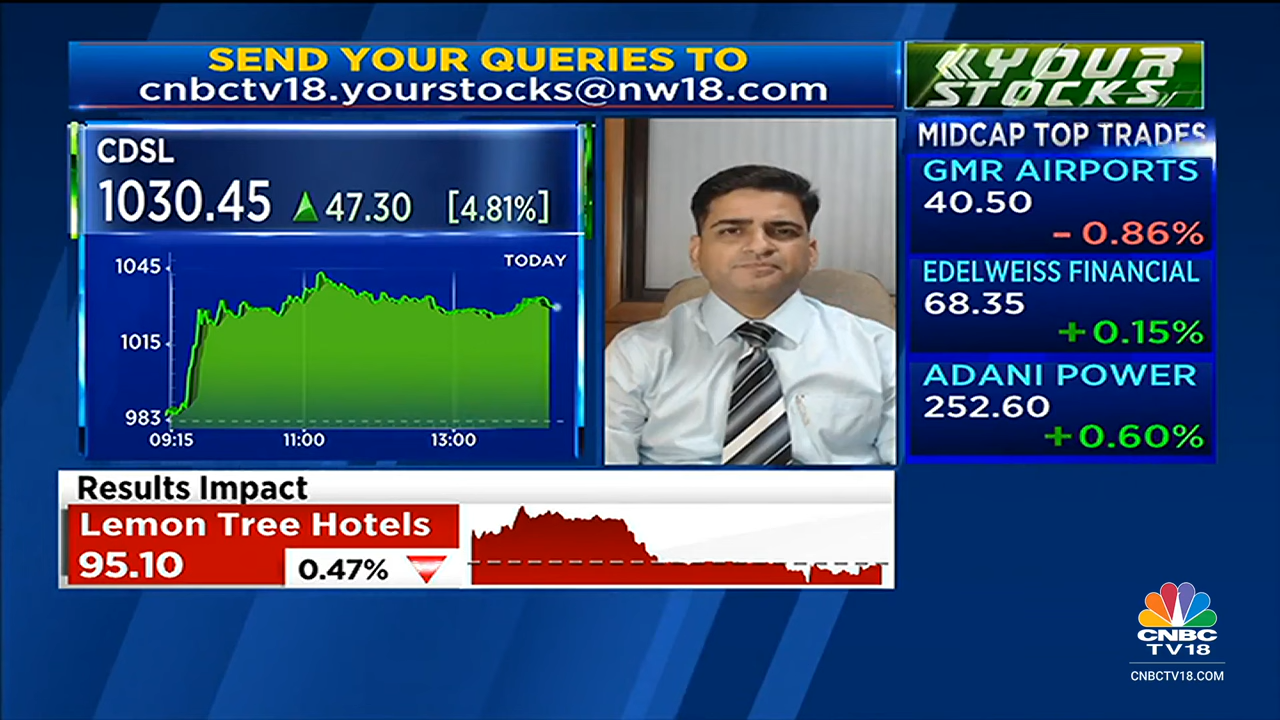 SEND YOUR QUERIES TO
cnbctv18.yourstocks@nw18.com
YOUR
STOCKS
CDSL
1030.45 47.30 [4.81%]
TODAY
1045
1015
983
09:15 11:00 13:00
MIDCAP TOP TRADES
GMR AIRPORTS
40.50
- 0.86%
EDELWEISS FINANCIAL
68.35
+ 0.15%
ADANI POWER
252.60
+ 0.60%
Results Impact
Lemon Tree Hotels
95.10
0.47%
CNBC
TV18
CNBCTV18.COM